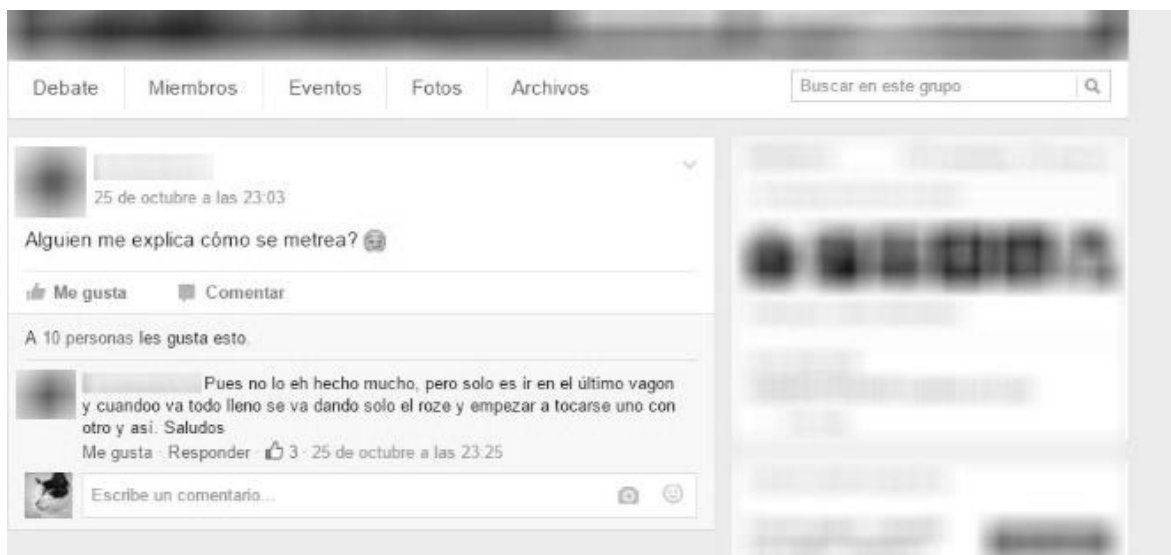 Debate Miembros Eventos Fotos Archivos Buscar en este grupo
25 de octubre a las 23:03
Alguien me explica cómo se metrea?
Me gusta Comentar
A 10 personas les gusta esto.
Pues no lo eh hecho mucho, pero solo es ir en el último vagon
y cuandoo va todo lleno se va dando solo el roze y empezar a tocarse uno con
otro y así. Saludos
Me gusta · Responder · 3 · 25 de octubre a las 23:25
Escribe un comentario...